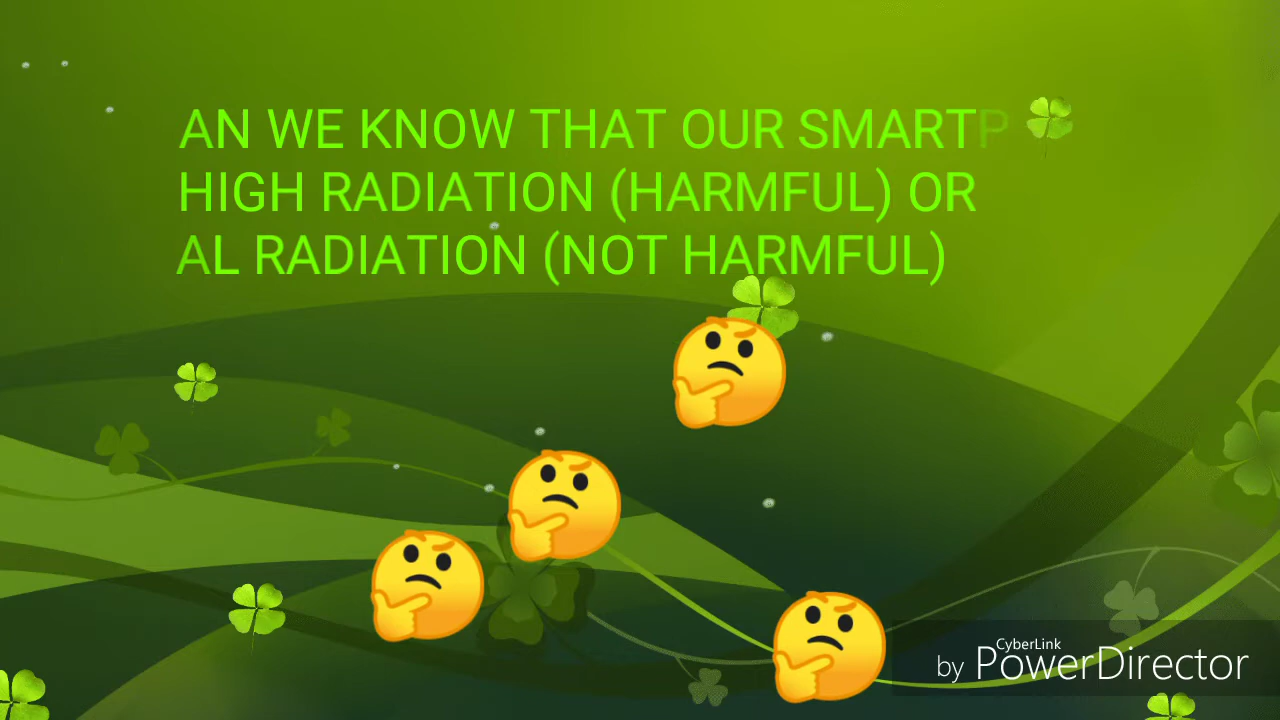 AN WE KNOW THAT OUR SMARTP
HIGH RADIATION (HARMFUL) OR
AL RADIATION (NOT HARMFUL)
CyberLink
by PowerDirector